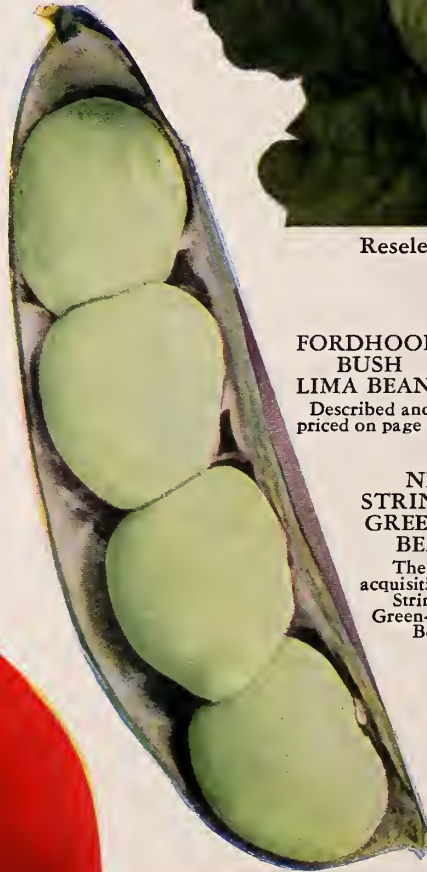 Resele
FORDHOOK
BUSH
LIMA BEAN
Described and
priced on page
STRIN
GREE
BEA
The
acquisiti
Strin
Green-
B